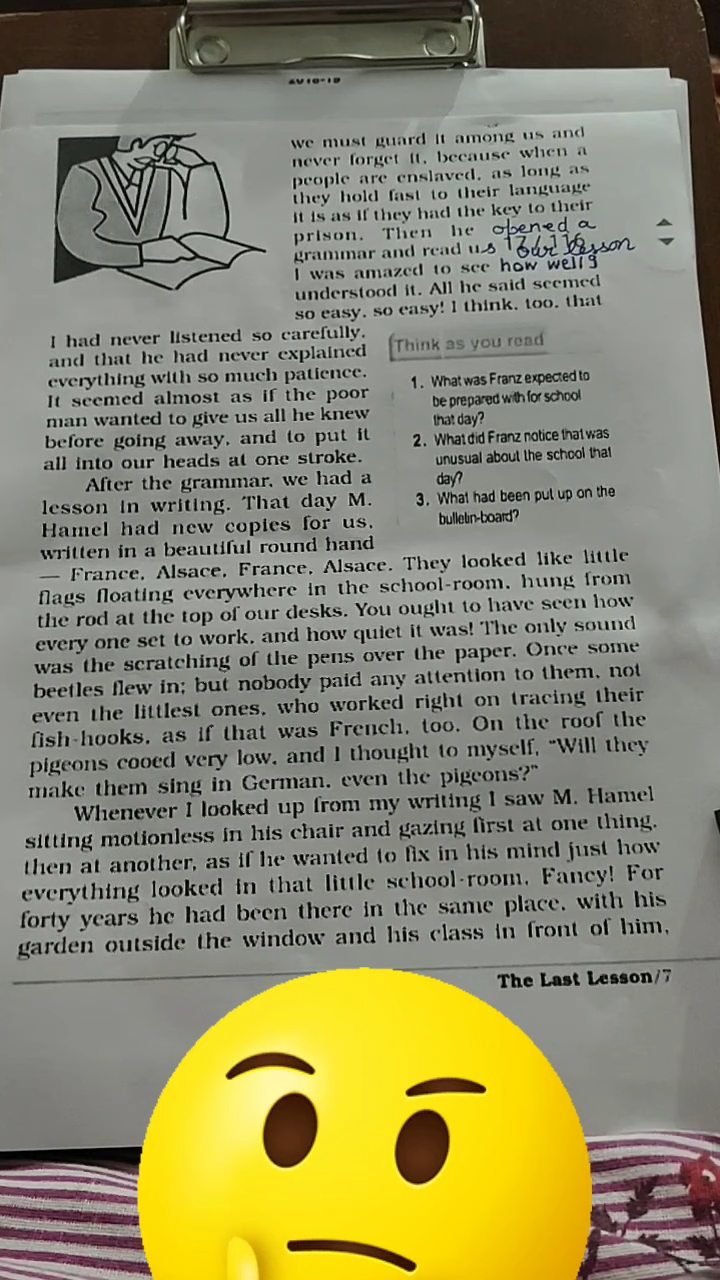 2018-19
we must guard it among us and
never forget it, because when a
people are enslaved, as long as
they hold fast to their language
it is as if they had the key to their
prison. Then he opened a
grammar and read us our lesson
I was amazed to see how well I
understood it. All he said seemed
so easy, so easy! I think, too, that
I had never listened so carefully,
and that he had never explained
everything with so much patience.
It seemed almost as if the poor
man wanted to give us all he knew
before going away, and to put it
all into our heads at one stroke.
After the grammar, we had a
lesson in writing. That day M.
Hamel had new copies for us,
written in a beautiful round hand
Think as you read
1. What was Franz expected to
be prepared with for school
that day?
2. What did Franz notice that was
unusual about the school that
day?
3. What had been put up on the
bulletin-board?
— France, Alsace, France, Alsace. They looked like little
flags floating everywhere in the school-room, hung from
the rod at the top of our desks. You ought to have seen how
every one set to work, and how quiet it was! The only sound
was the scratching of the pens over the paper. Once some
beetles flew in; but nobody paid any attention to them, not
even the littlest ones, who worked right on tracing their
fish-hooks, as if that was French, too. On the roof the
pigeons cooed very low, and I thought to myself, “Will they
make them sing in German, even the pigeons?”
Whenever I looked up from my writing I saw M. Hamel
sitting motionless in his chair and gazing first at one thing,
then at another, as if he wanted to fix in his mind just how
everything looked in that little school-room. Fancy! For
forty years he had been there in the same place, with his
garden outside the window and his class in front of him,
The Last Lesson/7